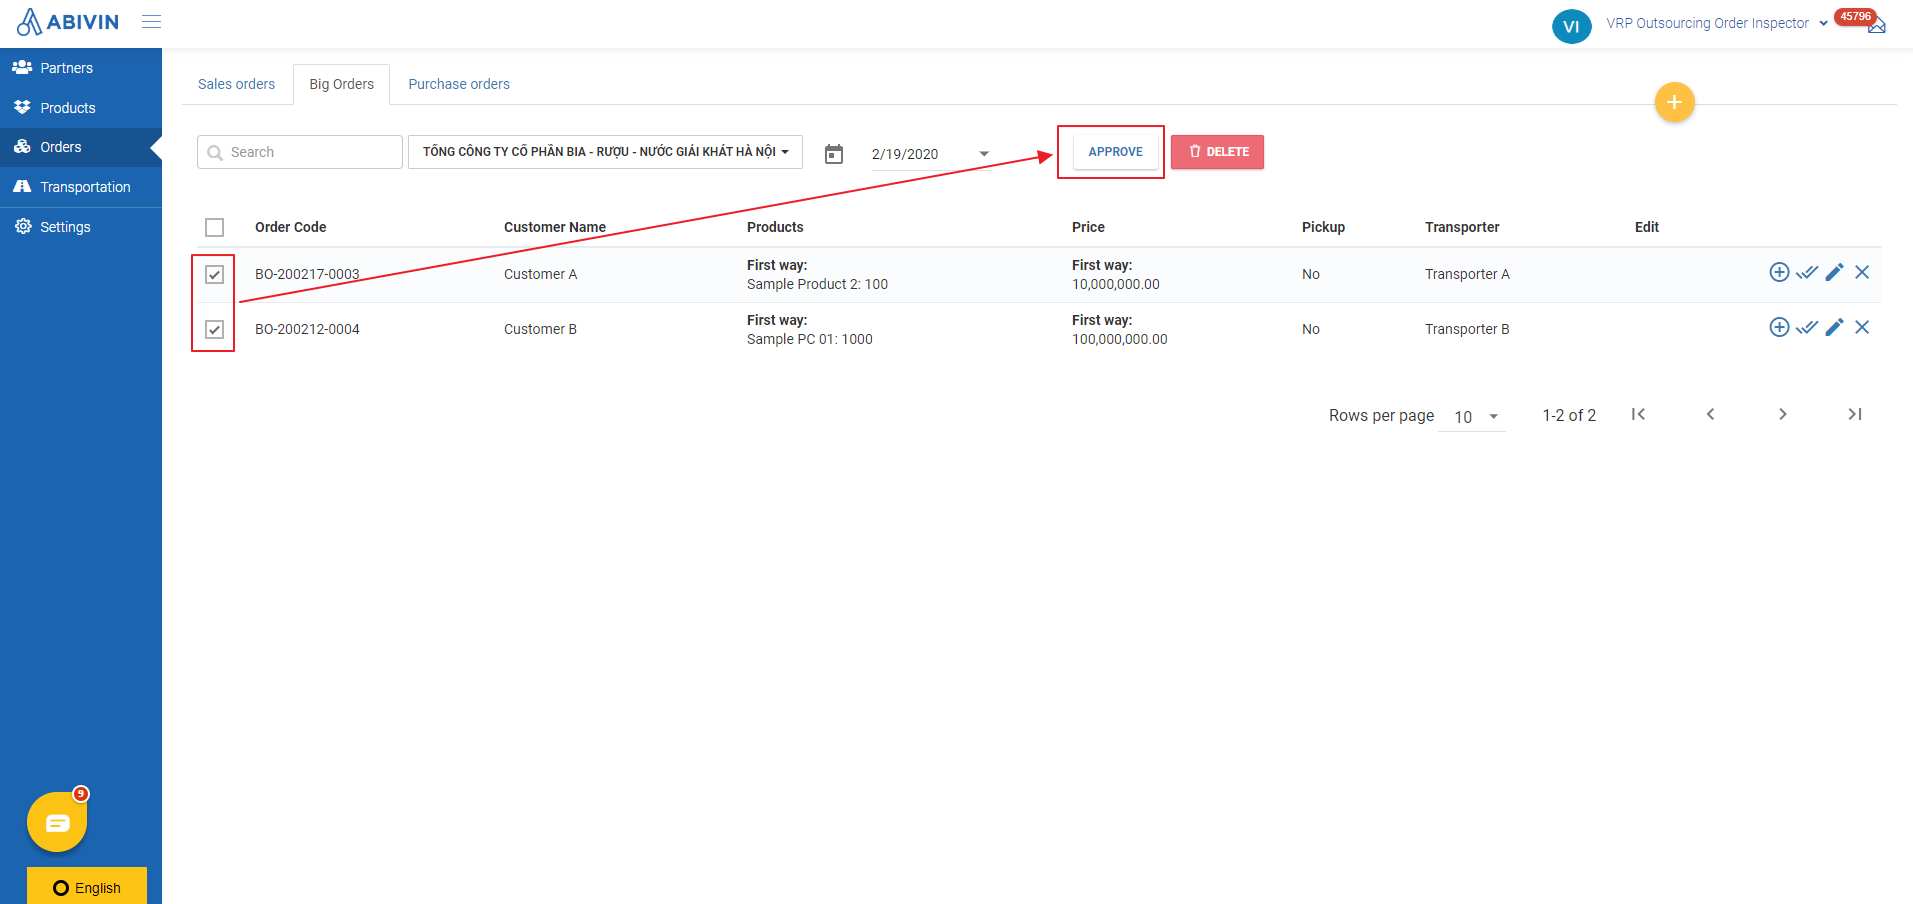 ABIVIN
VI
VRP Outsourcing Order Inspector
45796
Partners
Products
Orders
Transportation
Settings
Sales orders
Big Orders
Purchase orders
+
Search
TỔNG CÔNG TY CỔ PHẦN BIA - RƯỢU - NƯỚC GIẢI KHÁT HÀ NỘI
2/19/2020
APPROVE
DELETE
Order Code Customer Name Products Price Pickup Transporter Edit
First way: First way:
BO-200217-0003 Customer A No Transporter A
Sample Product 2: 100 10,000,000.00
First way: First way:
BO-200212-0004 Customer B No Transporter B
Sample PC 01: 1000 100,000,000.00
Rows per page 10 1-2 of 2
9
English